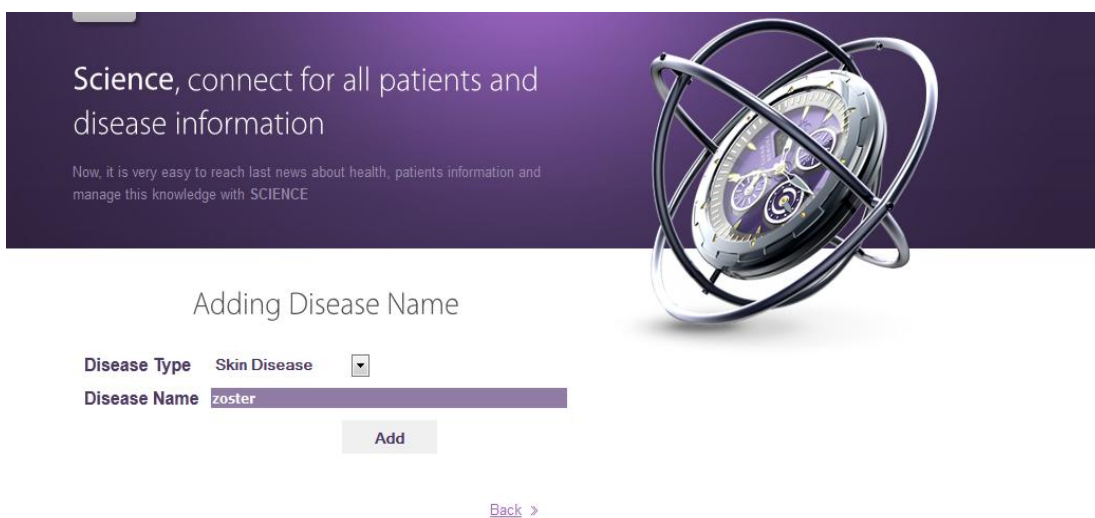 Science, connect for all patients and
disease information
Now, it is very easy to reach last news about health, patients information and
manage this knowledge with SCIENCE
Adding Disease Name
Disease Type Skin Disease
Disease Name zoster
Add
Back »